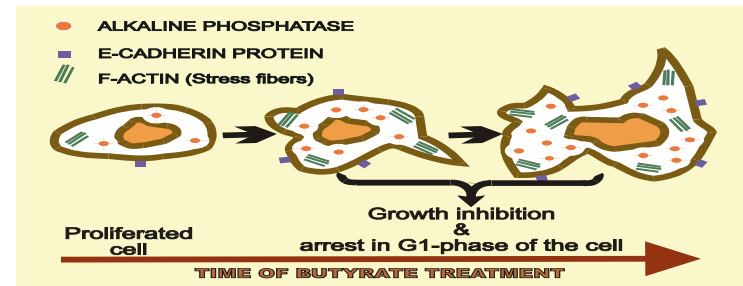 ALKALINE PHOSPHATASE
E-CADHERIN PROTEIN
F-ACTIN (Stress fibers)
Growth inhibition
&
arrest in G1-phase of the cell
Proliferated
cell
TIME OF BUTYRATE TREATMENT